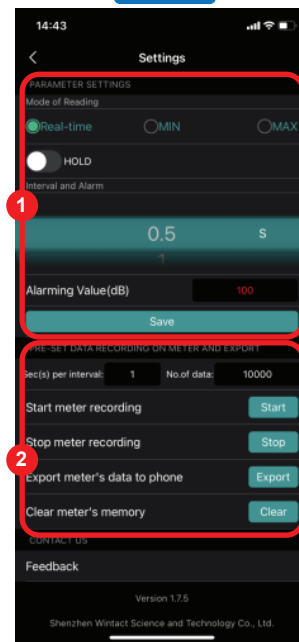 14:43
Settings
PARAMETER SETTINGS
Mode of Reading
Real-time MIN MAX
HOLD
Interval and Alarm
1
0.5 S
1
Alarming Value(dB) 100
Save
PRE-SET DATA RECORDING ON METER AND EXPORT
Sec(s) per interval: 1 No.of data: 10000
Start meter recording Start
Stop meter recording Stop
2
Export meter's data to phone Export
Clear meter's memory Clear
CONTACT US
Feedback
Version 1.7.5
Shenzhen Wintact Science and Technology Co., Ltd.